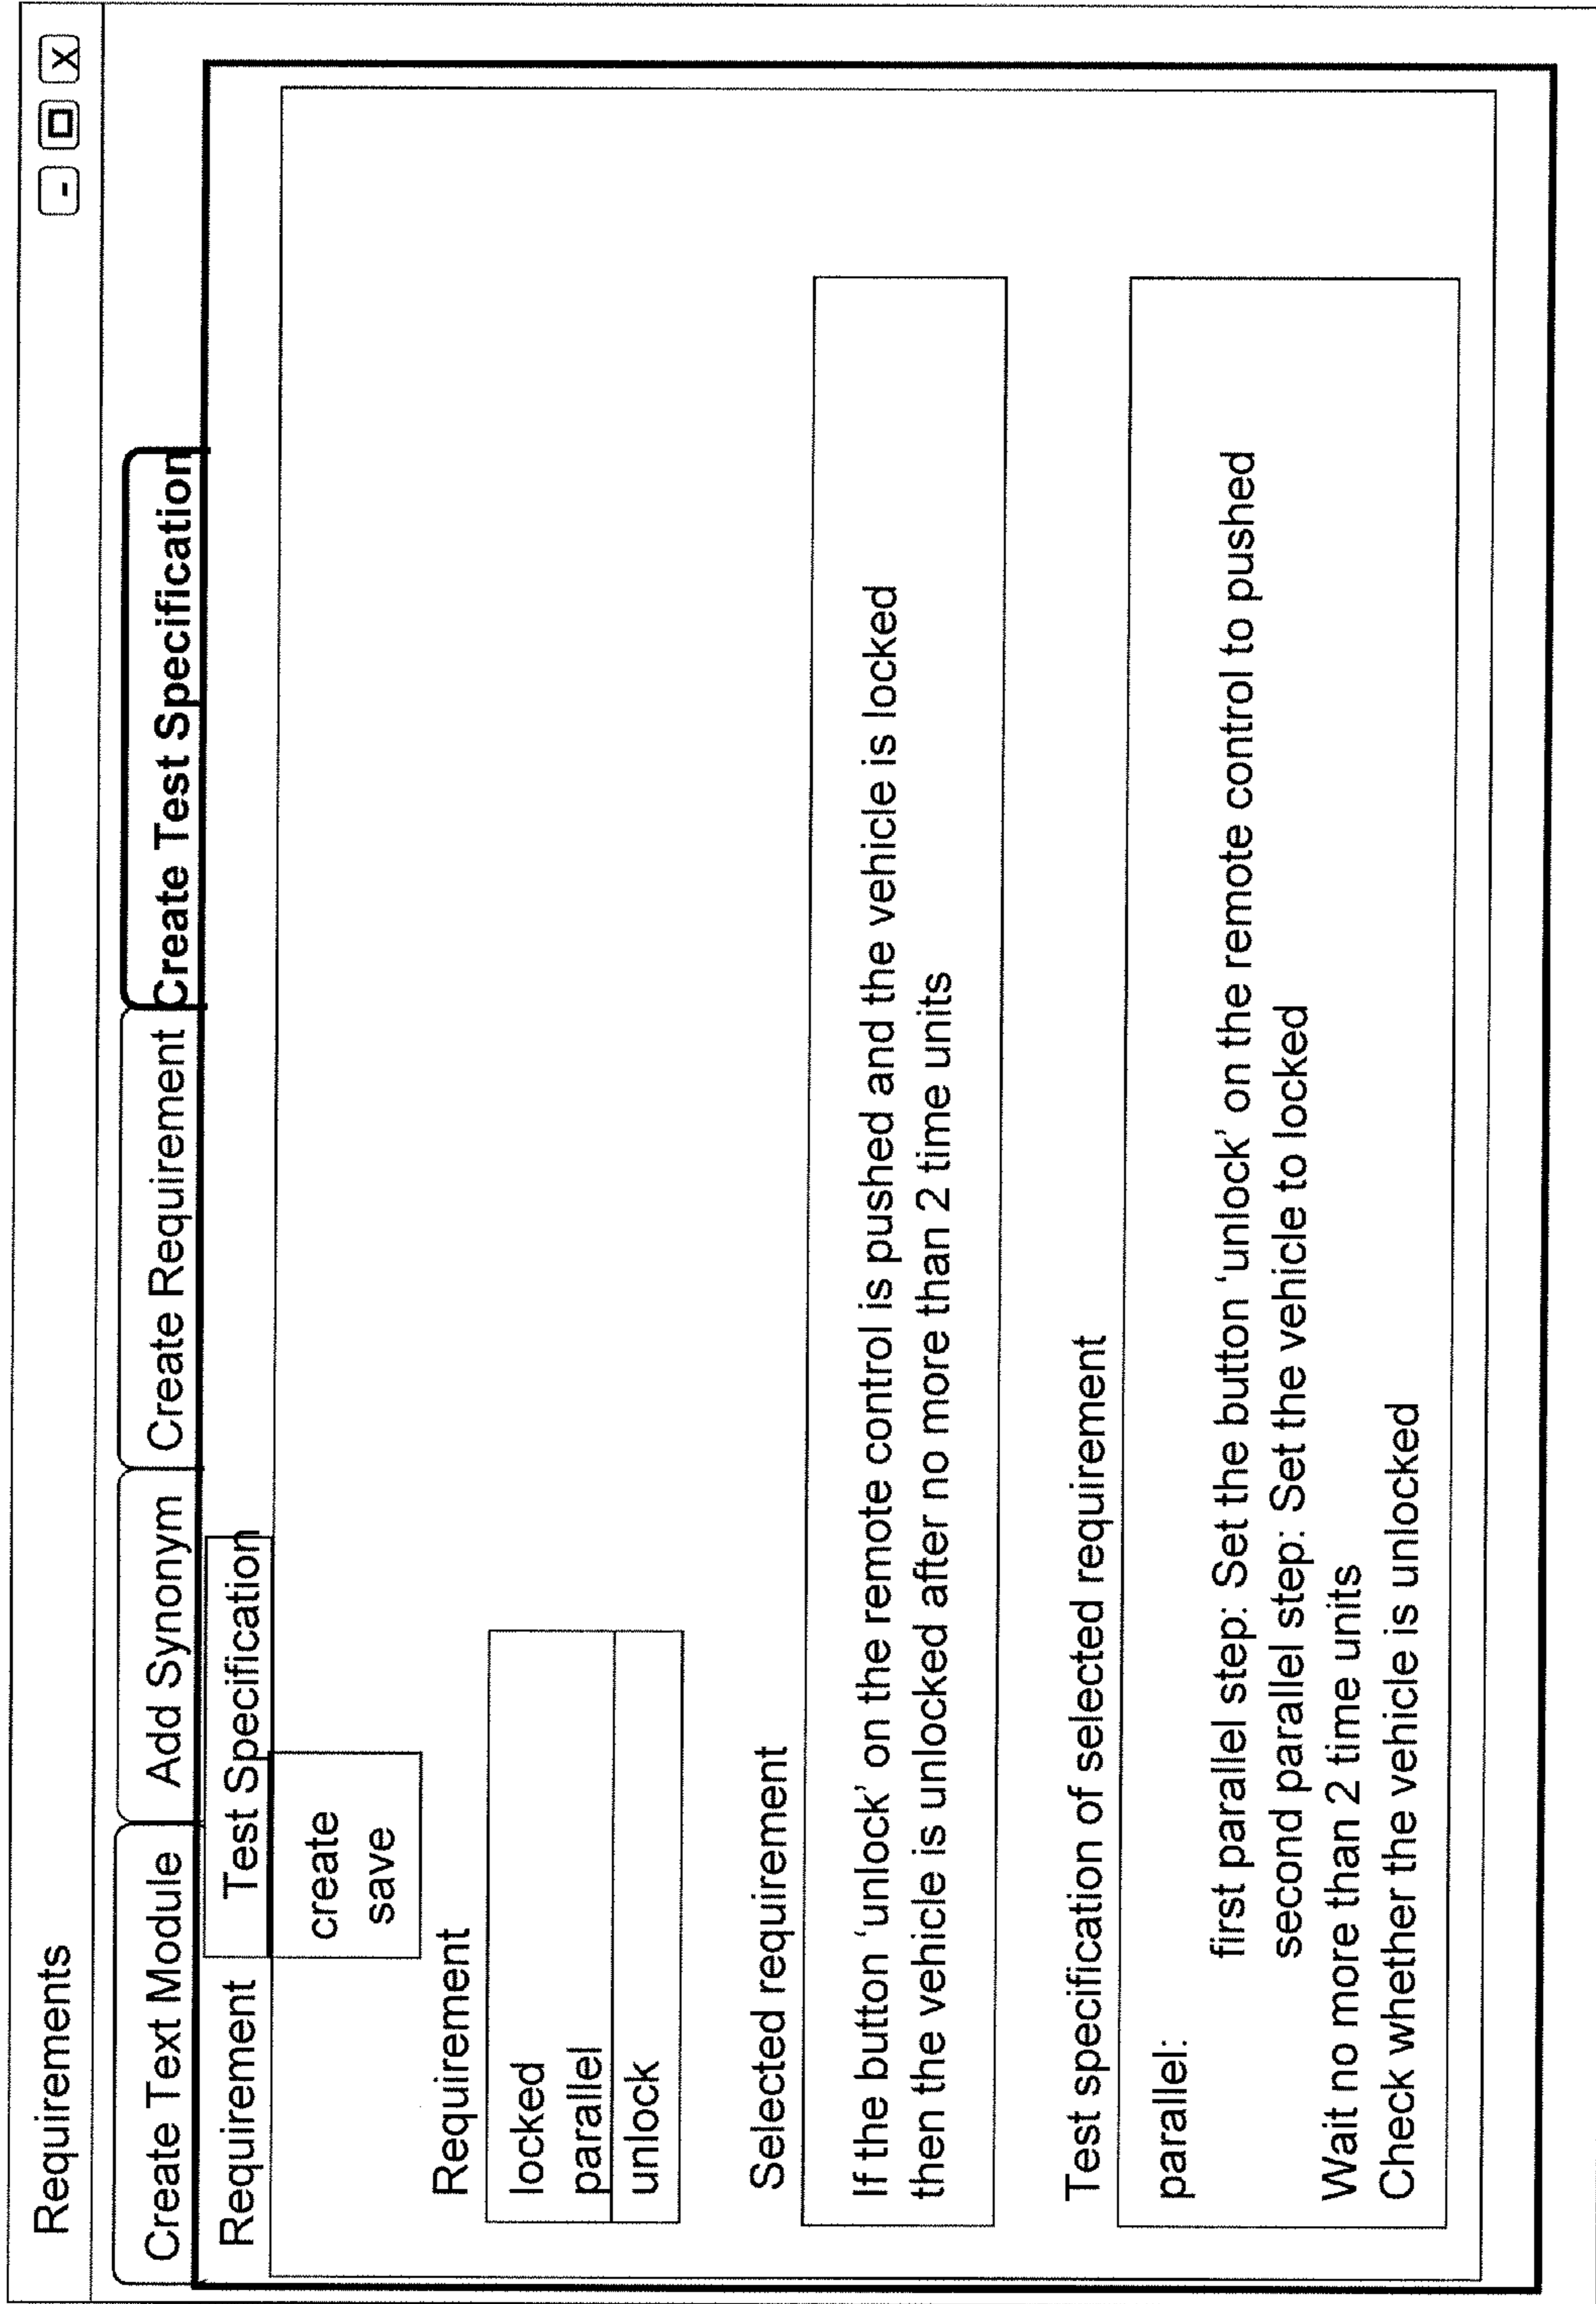 Requirements
- X
Create Text Module Add Synonym Create Requirement Create Test Specification
Requirement Test Specification
create
save
Requirement
locked
parallel
unlock
Selected requirement
If the button ‘unlock’ on the remote control is pushed and the vehicle is locked
then the vehicle is unlocked after no more than 2 time units
Test specification of selected requirement
parallel:
first parallel step: Set the button ‘unlock’ on the remote control to pushed
second parallel step: Set the vehicle to locked
Wait no more than 2 time units
Check whether the vehicle is unlocked